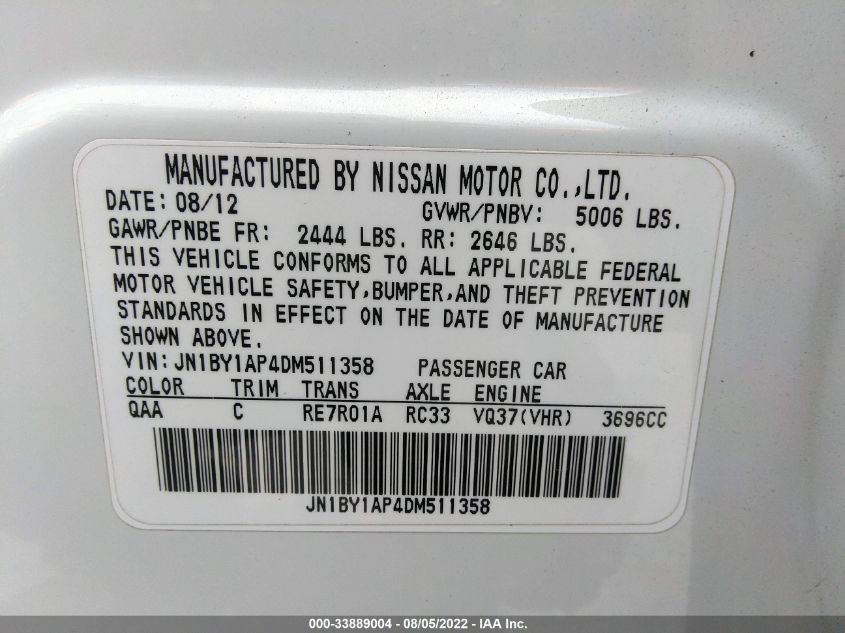 MANUFACTURED BY NISSAN MOTOR CO.,LTD.
DATE: 08/12 GVWR/PNBV: 5006 LBS.
GAWR/PNBE FR: 2444 LBS. RR: 2646 LBS.
THIS VEHICLE CONFORMS TO ALL APPLICABLE FEDERAL
MOTOR VEHICLE SAFETY,BUMPER,AND THEFT PREVENTION
STANDARDS IN EFFECT ON THE DATE OF MANUFACTURE
SHOWN ABOVE.
VIN: JN1BY1AP4DM511358 PASSENGER CAR
COLOR TRIM TRANS AXLE ENGINE
QAA C RE7R01A RC33 VQ37(VHR) 3696CC
JN1BY1AP4DM511358
000-33889004 - 08/05/2022 - IAA Inc.